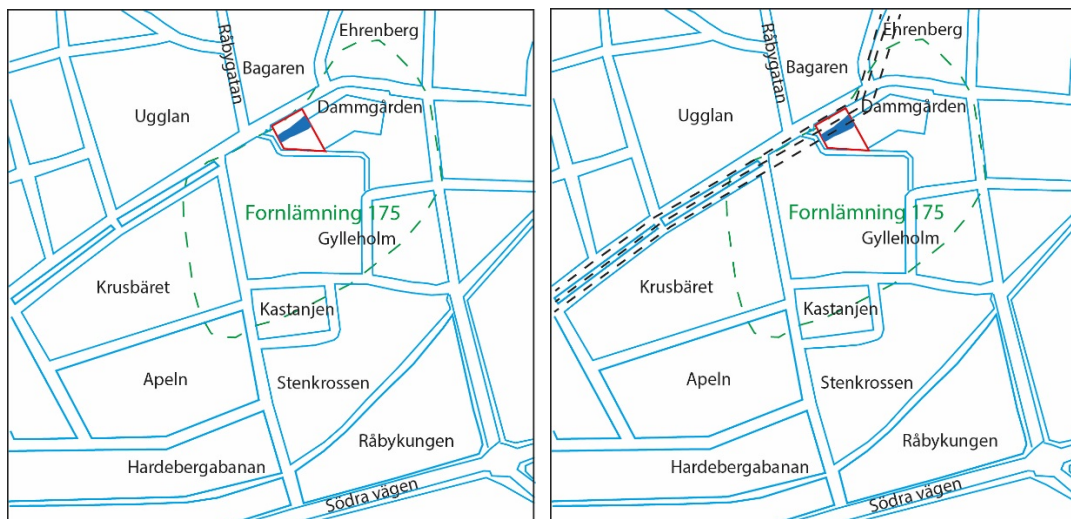 Ehrenberg
Råbygatan
Bagaren
Dammgården
Ugglan
Fornlämning 175
Gylleholm
Krusbäret
Kastanjen
Apeln
Stenkrossen
Råbykungen
Hardebergabanan
Södra vägen
Ehrenberg
Råbygatan
Bagaren
Dammgården
Ugglan
Fornlämning 175
Gylleholm
Krusbäret
Kastanjen
Apeln
Stenkrossen
Råbykungen
Hardebergabanan
Södra vägen